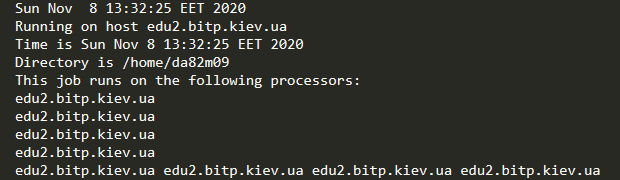 Sun Nov  8 13:32:25 EET 2020
Running on host edu2.bitp.kiev.ua
Time is Sun Nov 8 13:32:25 EET 2020
Directory is /home/da82m09
This job runs on the following processors:
edu2.bitp.kiev.ua
edu2.bitp.kiev.ua
edu2.bitp.kiev.ua
edu2.bitp.kiev.ua
edu2.bitp.kiev.ua edu2.bitp.kiev.ua edu2.bitp.kiev.ua edu2.bitp.kiev.ua